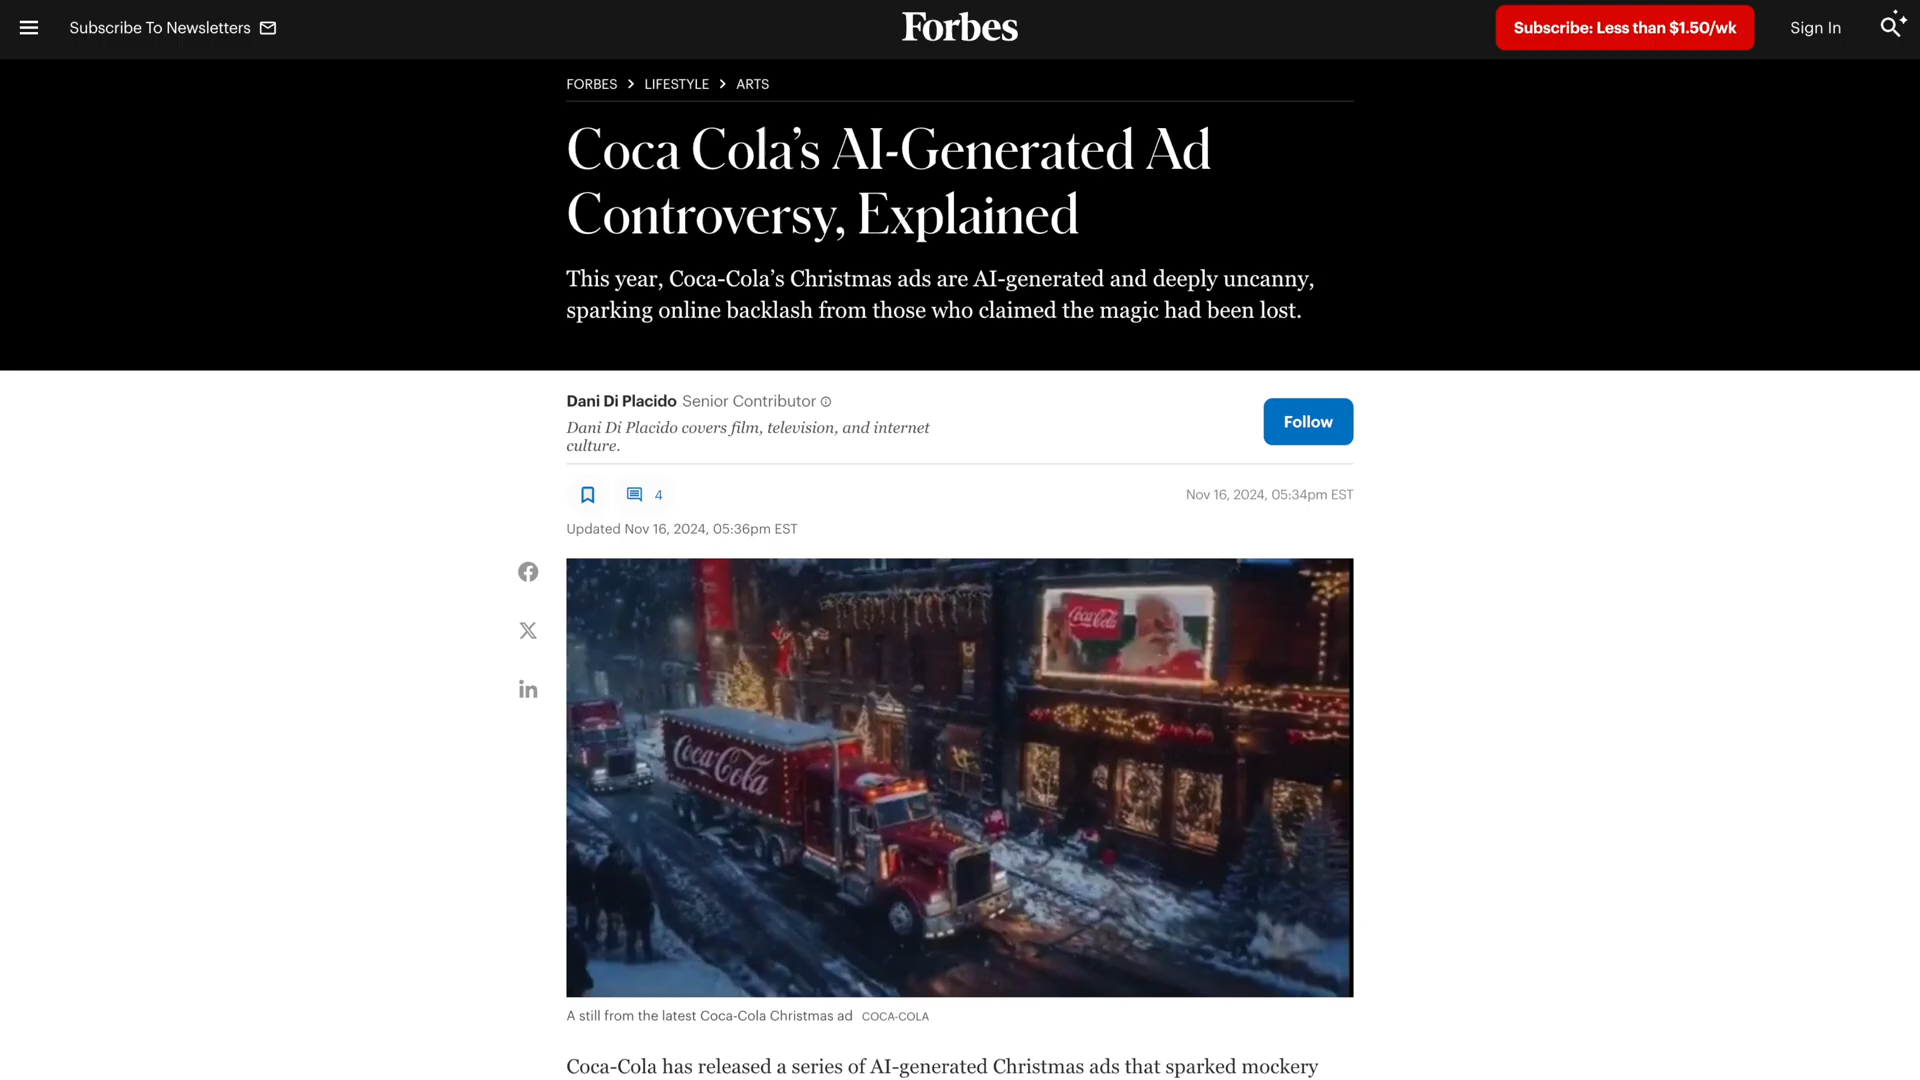 Subscribe To Newsletters
Forbes
Subscribe: Less than $1.50/wk
Sign In
FORBES > LIFESTYLE > ARTS
Coca Cola’s AI-Generated Ad
Controversy, Explained
This year, Coca-Cola’s Christmas ads are AI-generated and deeply uncanny,
sparking online backlash from those who claimed the magic had been lost.
Dani Di Placido Senior Contributor
Dani Di Placido covers film, television, and internet
culture.
Follow
4
Nov 16, 2024, 05:34pm EST
Updated Nov 16, 2024, 05:36pm EST
Coca-Cola
Coca-Cola
A still from the latest Coca-Cola Christmas ad COCA-COLA
Coca-Cola has released a series of AI-generated Christmas ads that sparked mockery